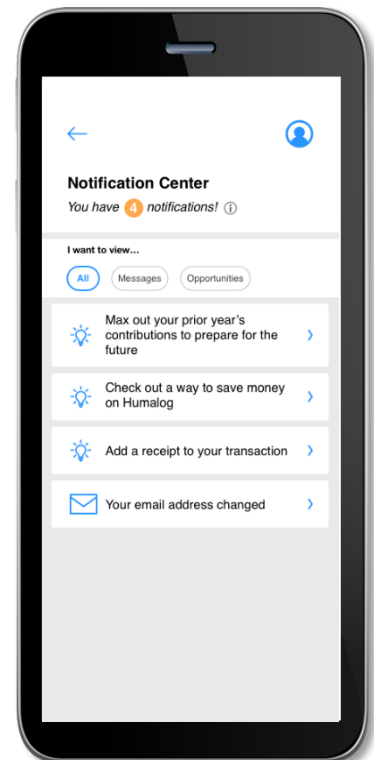 Notification Center
You have 4 notifications!
I want to view...
All Messages Opportunities
Max out your prior year's
contributions to prepare for the
future
Check out a way to save money
on Humalog
Add a receipt to your transaction
Your email address changed